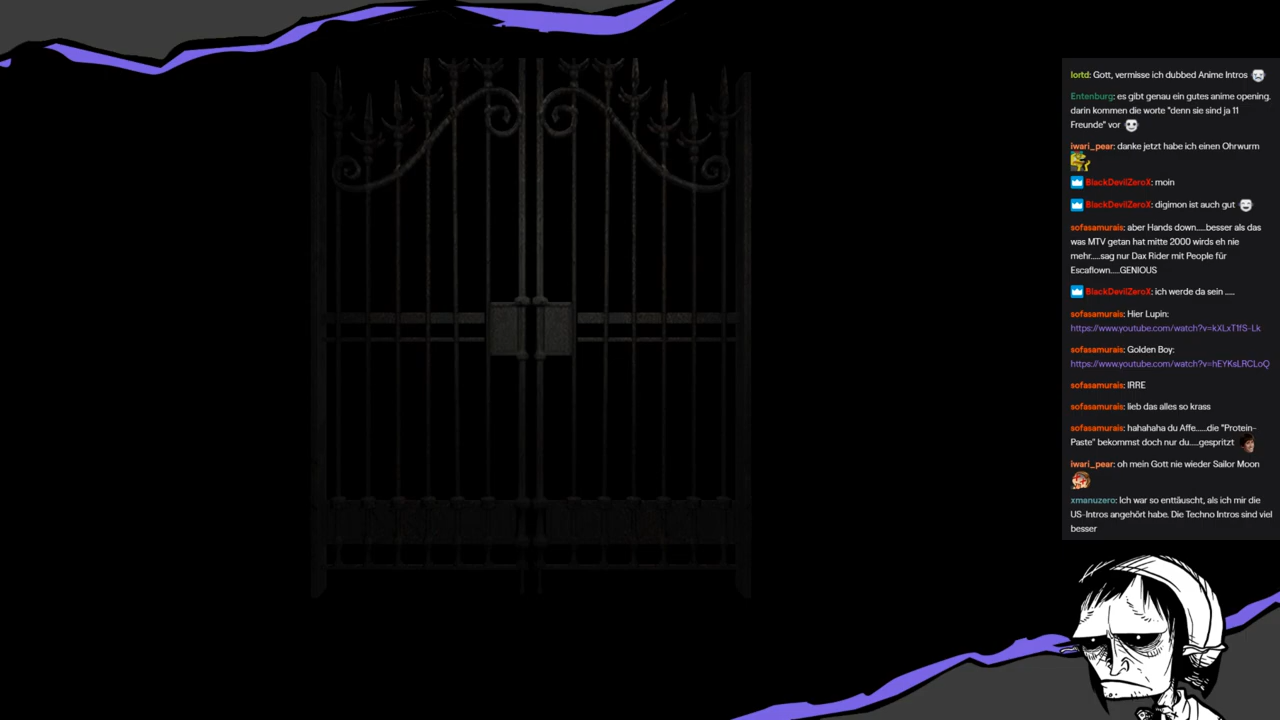 lortd: Gott, vermisse ich dubbed Anime Intros
Entenburg: es gibt genau ein gutes anime opening.
darin kommen die worte "denn sie sind ja 11
Freunde" vor
iwari_pear: danke jetzt habe ich einen Ohrwurm
BlackDevilZeroX: moin
BlackDevilZeroX: digimon ist auch gut
sofasamurais: aber Hands down.....besser als das
was MTV getan hat mitte 2000 wirds eh nie
mehr.....sag nur Dax Rider mit People für
Escaflown.....GENIOUS
BlackDevilZeroX: ich werde da sein .....
sofasamurais: Hier Lupin:
https://www.youtube.com/watch?v=kXLxT1fS-Lk
sofasamurais: Golden Boy:
https://www.youtube.com/watch?v=hEYKsLRCLoQ
sofasamurais: IRRE
sofasamurais: lieb das alles so krass
sofasamurais: hahahaha du Affe......die "Protein-
Paste" bekommst doch nur du.....gespritzt
iwari_pear: oh mein Gott nie wieder Sailor Moon
xmanuzero: Ich war so enttäuscht, als ich mir die
US-Intros angehört habe. Die Techno Intros sind viel
besser